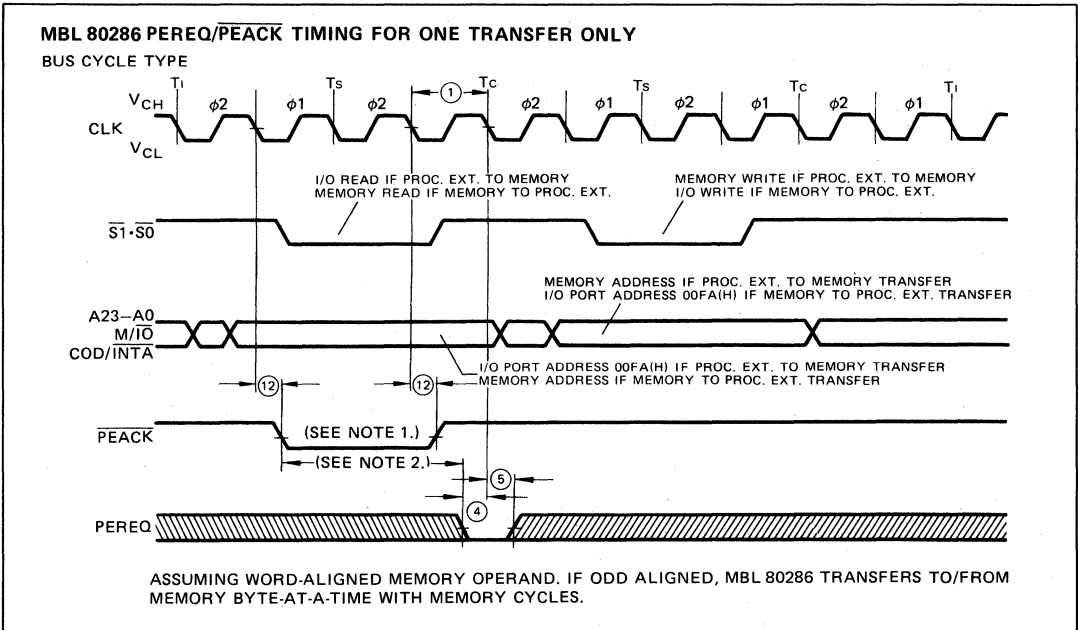 MBL 80286 PEREQ/PEACK TIMING FOR ONE TRANSFER ONLY
BUS CYCLE TYPE
TI TS TC TS TC TI
VCH φ2 φ1 φ2 ① φ2 φ1 φ2 φ1 φ2 φ1
CLK
VCL
I/O READ IF PROC. EXT. TO MEMORY
MEMORY READ IF MEMORY TO PROC. EXT.
MEMORY WRITE IF PROC. EXT. TO MEMORY
I/O WRITE IF MEMORY TO PROC. EXT.
S1•S0
MEMORY ADDRESS IF PROC. EXT. TO MEMORY TRANSFER
I/O PORT ADDRESS 00FA(H) IF MEMORY TO PROC. EXT. TRANSFER
A23–A0
M/IO
COD/INTA
I/O PORT ADDRESS 00FA(H) IF PROC. EXT. TO MEMORY TRANSFER
MEMORY ADDRESS IF MEMORY TO PROC. EXT. TRANSFER
⑫ ⑫
PEACK
(SEE NOTE 1.)
(SEE NOTE 2.)
⑤
④
PEREQ
ASSUMING WORD-ALIGNED MEMORY OPERAND. IF ODD ALIGNED, MBL 80286 TRANSFERS TO/FROM
MEMORY BYTE-AT-A-TIME WITH MEMORY CYCLES.